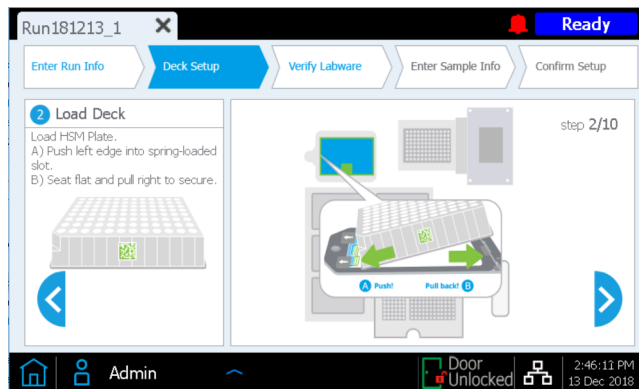 Run181213_1
Ready
Enter Run Info
Deck Setup
Verify Labware
Enter Sample Info
Confirm Setup
2 Load Deck
Load HSM Plate.
A) Push left edge into spring-loaded
slot.
B) Seat flat and pull right to secure.
step 2/10
A Push!
Pull back! B
Admin
Door
Unlocked
2:46:11 PM
13 Dec 2018